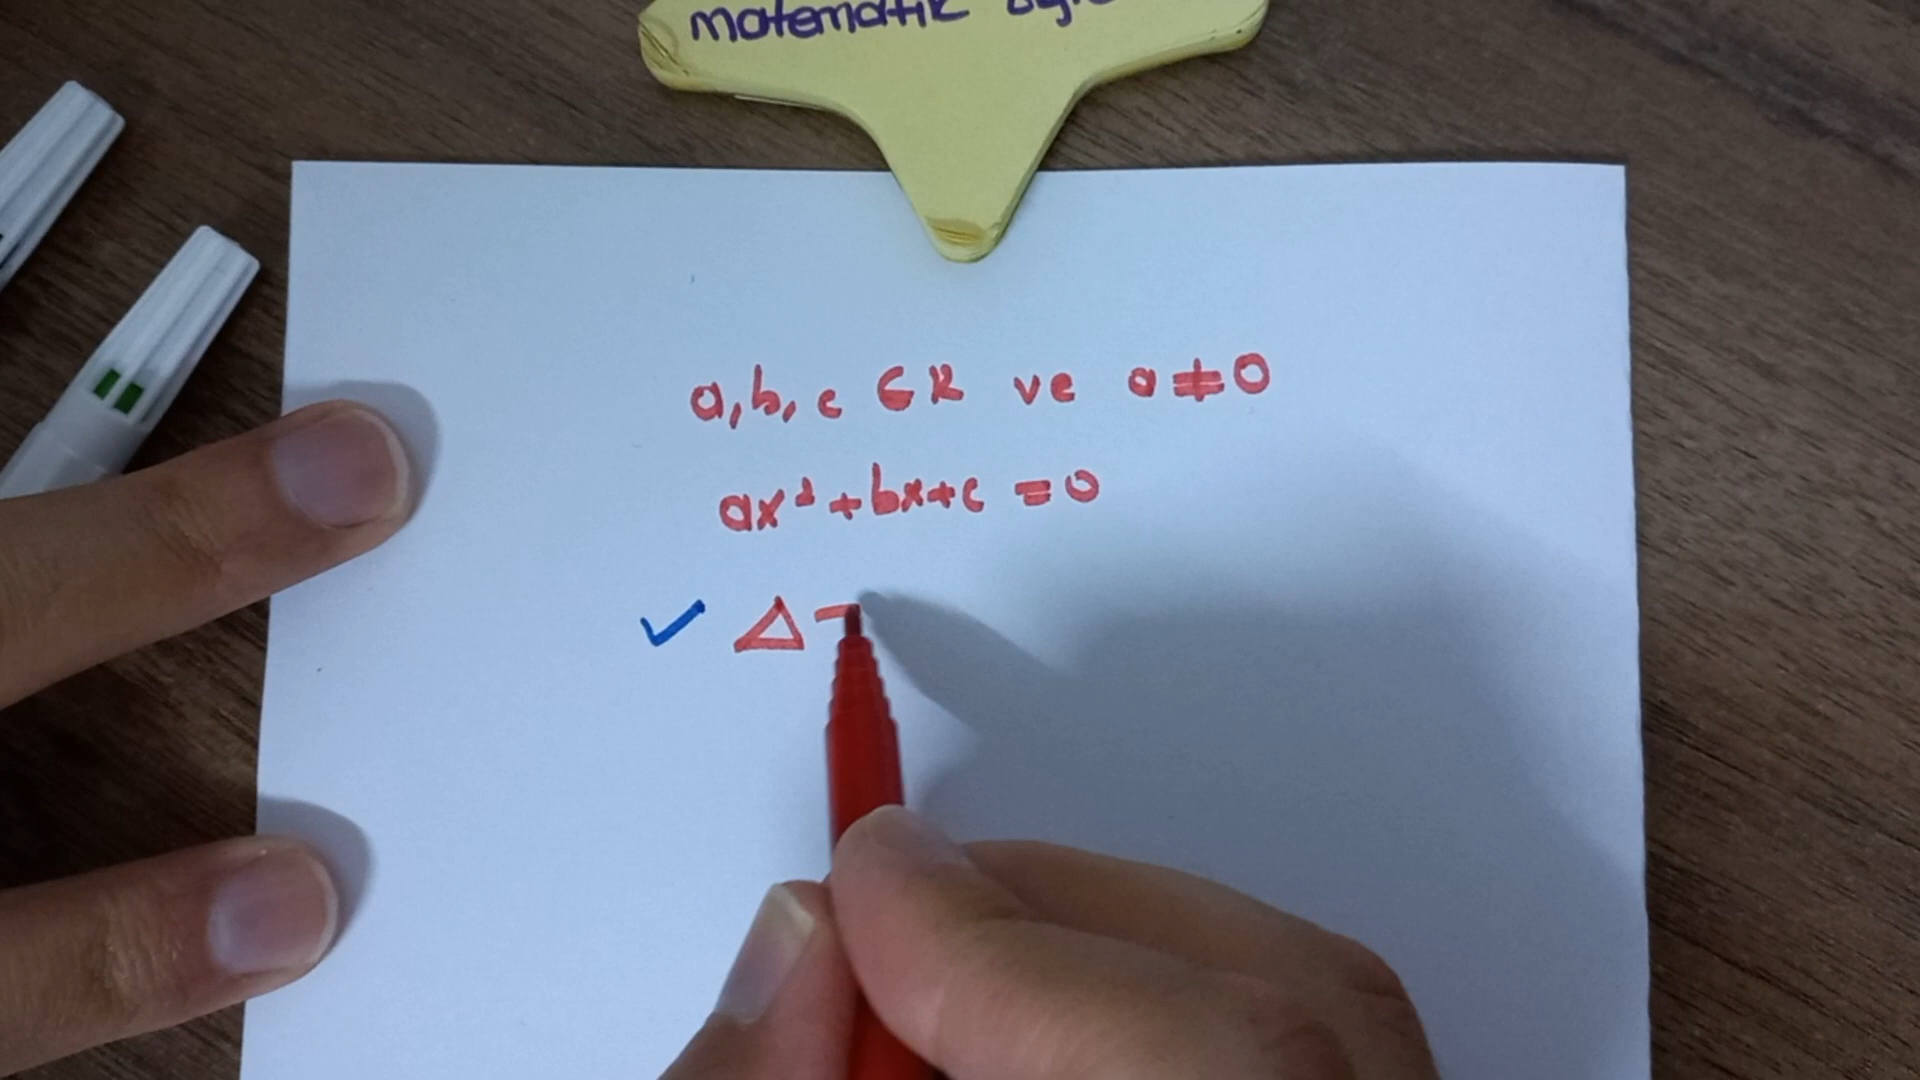 matematik
a, b, c ∈ R ve a ≠ 0
ax² + bx + c = 0
✓ Δ =